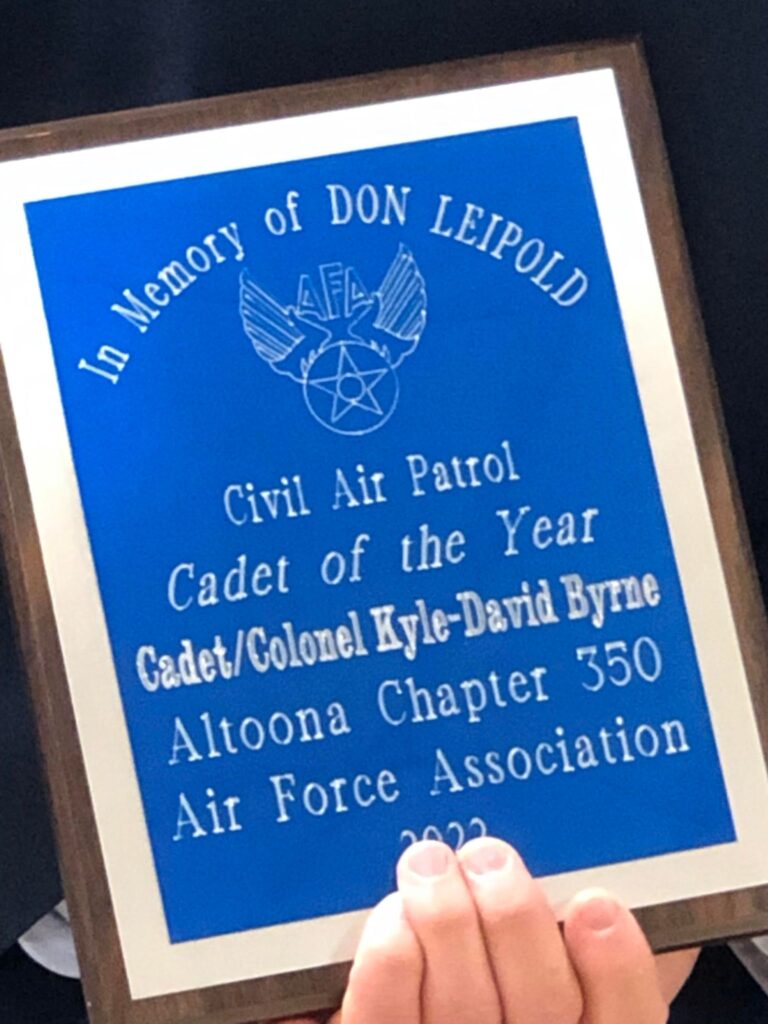 In Memory of DON LEIPOLD
AFA
Civil Air Patrol
Cadet of the Year
Cadet/Colonel Kyle-David Byrne
Altoona Chapter 350
Air Force Association